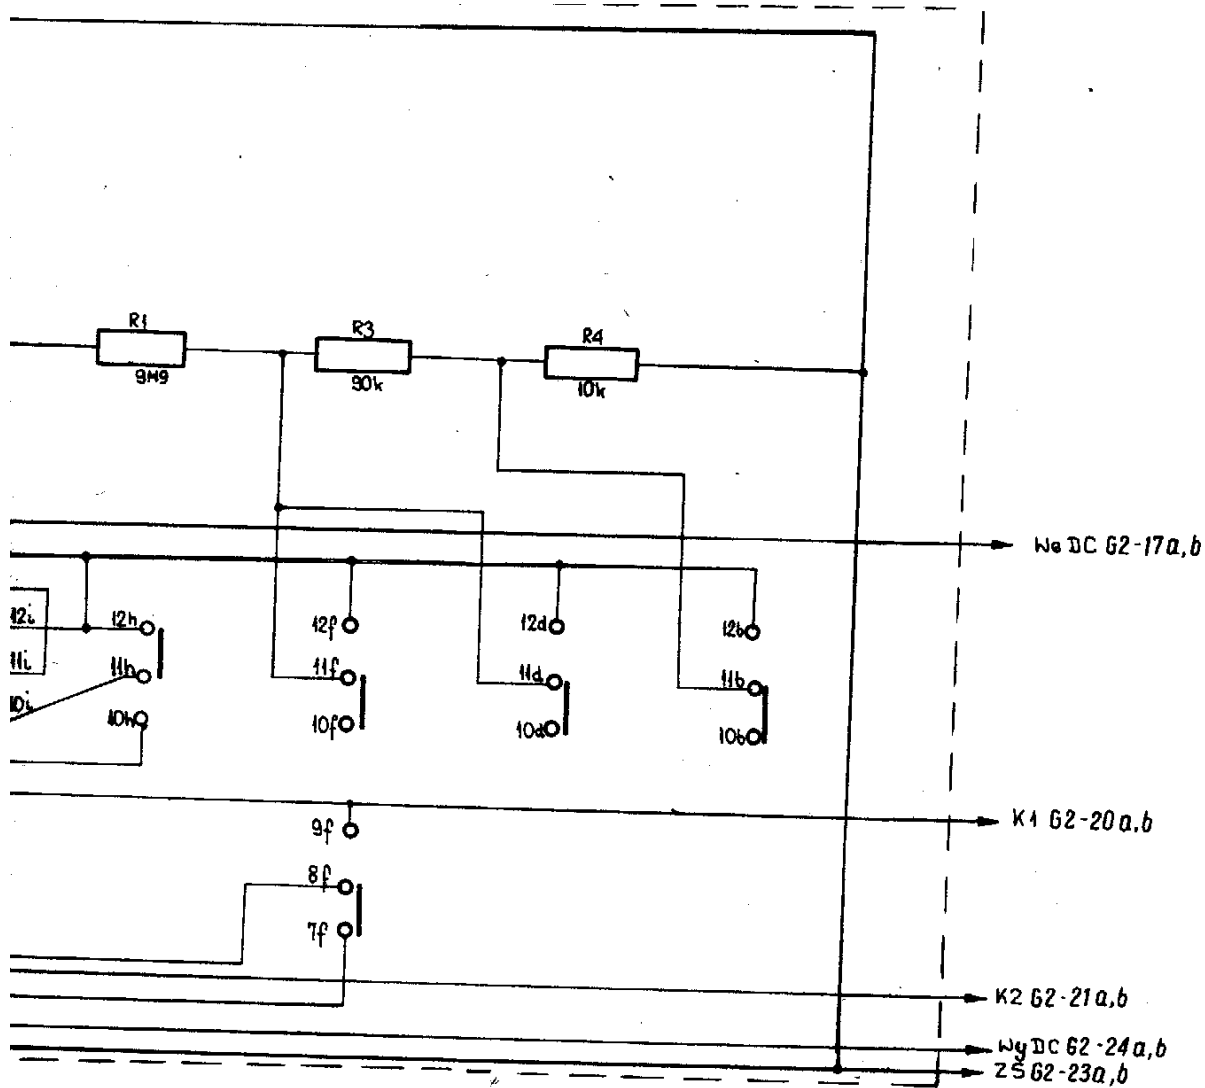 R1
9M9
R3
90k
R4
10k
We DC G2-17a,b
12i
12h
12f
12d
12b
11i
11h
11f
11d
11b
10i
10h
10f
10d
10b
K1 G2-20a,b
9f
8f
7f
K2 G2-21a,b
Wy DC G2-24a,b
ZS G2-23a,b